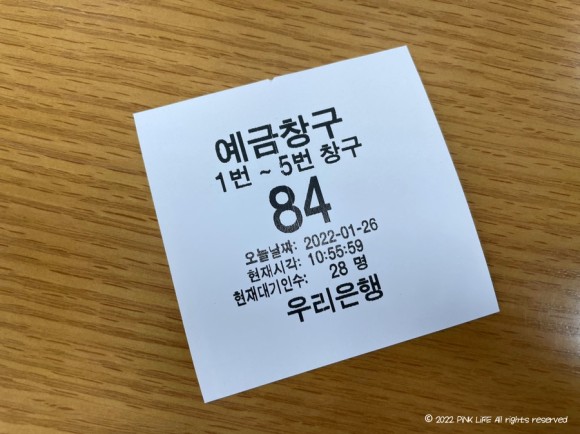 예금창구
1번 ~ 5번 창구
84
오늘날짜: 2022-01-26
현재시각: 10:55:59
현재대기인수: 28 명
우리은행
© 2022 PiNK LiFE All rights reserved